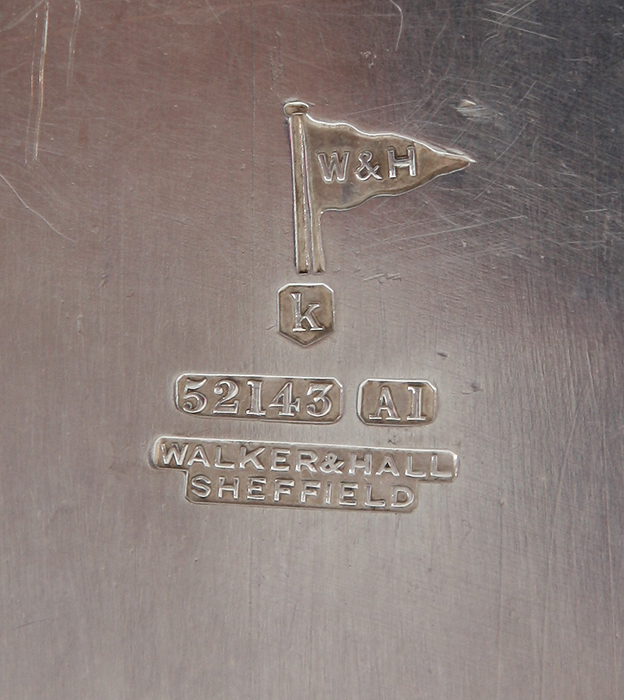 W&H
k
52143 A1
WALKER&HALL
SHEFFIELD